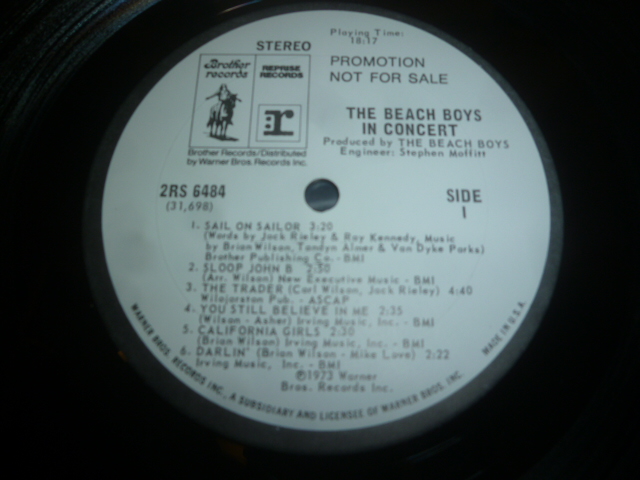 Playing Time:
18:17
STEREO
PROMOTION
NOT FOR SALE
Brother
records
REPRISE
RECORDS
r
Brother Records/Distributed
by Warner Bros. Records Inc.
THE BEACH BOYS
IN CONCERT
Produced by THE BEACH BOYS
Engineer: Stephen Moffitt
2RS 6484
(31,698)
SIDE
1
1. SAIL ON SAILOR 3:20
(Words by Jack Rieley & Ray Kennedy, Music
by Brian Wilson, Tandyn Almer & Van Dyke Parks)
Brother Publishing Co. - BMI
2. SLOOP JOHN B 2:50
(Arr. Wilson) New Executive Music - BMI
3. THE TRADER (Carl Wilson, Jack Rieley) 4:40
Wilojarston Pub. - ASCAP
4. YOU STILL BELIEVE IN ME 2:35
(Wilson - Asher) Irving Music, Inc. - BMI
5. CALIFORNIA GIRLS 2:30
(Brian Wilson) Irving Music, Inc. - BMI
6. DARLIN' (Brian Wilson - Mike Love) 2:22
Irving Music, Inc. - BMI
©1973 Warner
Bros. Records Inc.
WARNER BROS. RECORDS INC., A SUBSIDIARY AND LICENSEE OF WARNER BROS. INC.
MADE IN U.S.A.